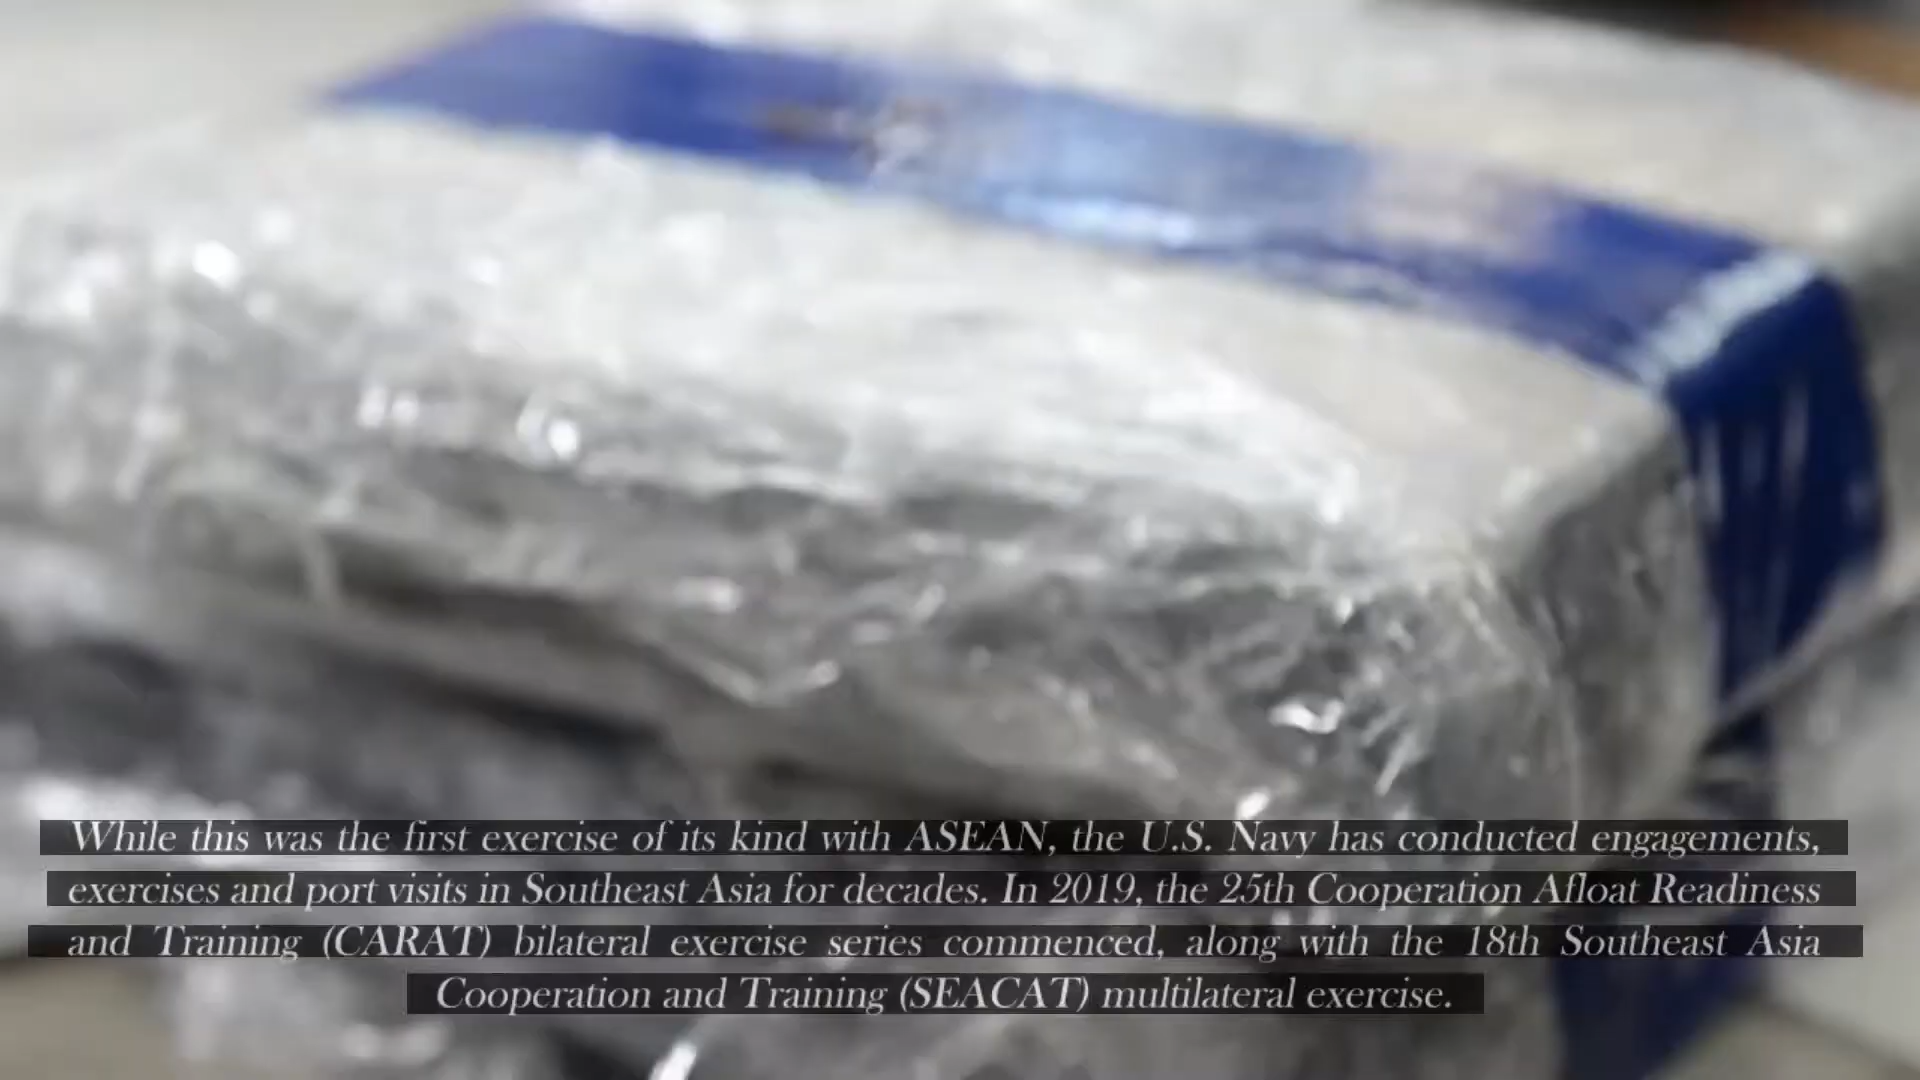 While this was the first exercise of its kind with ASEAN, the U.S. Navy has conducted engagements,
exercises and port visits in Southeast Asia for decades. In 2019, the 25th Cooperation Afloat Readiness
and Training (CARAT) bilateral exercise series commenced, along with the 18th Southeast Asia
Cooperation and Training (SEACAT) multilateral exercise.